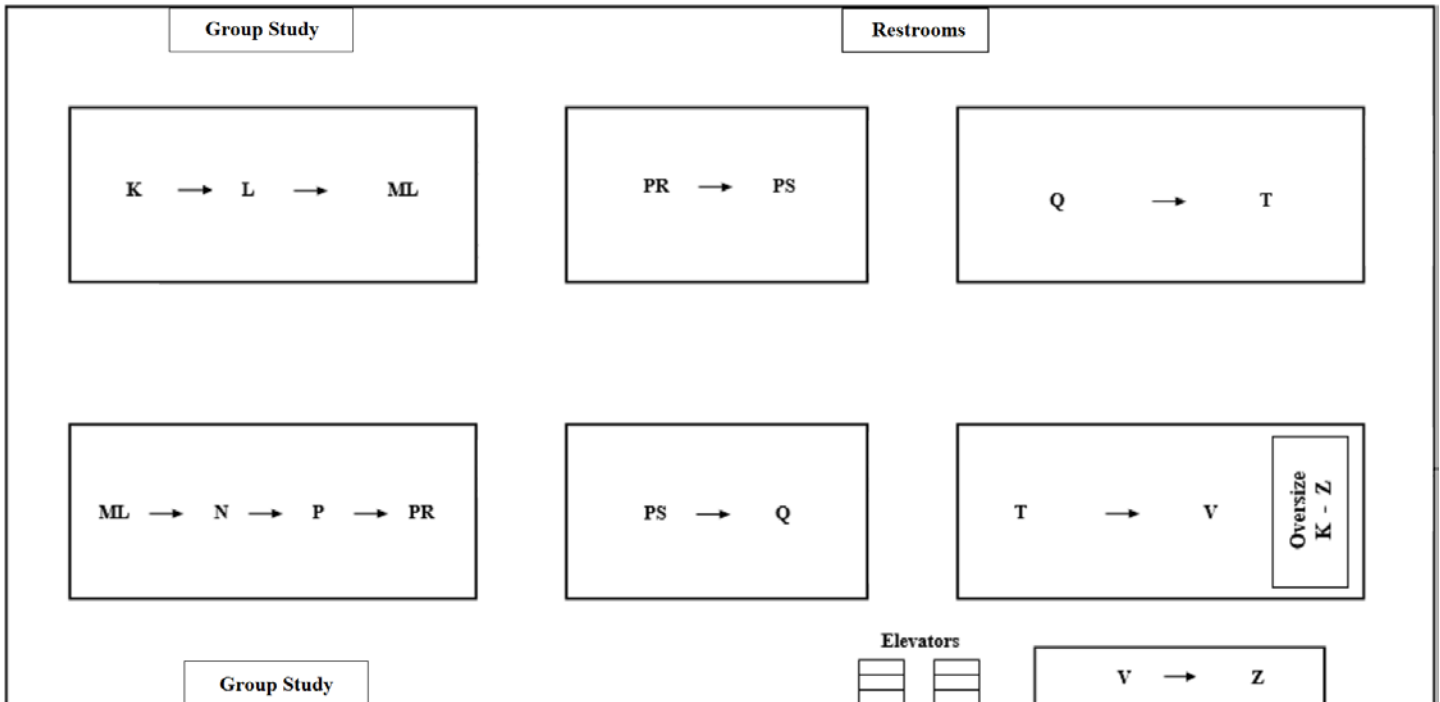 Group Study
Restrooms
K → L → ML
PR → PS
Q → T
ML → N → P → PR
PS → Q
T → V
Oversize
K - Z
Elevators
V → Z
Group Study